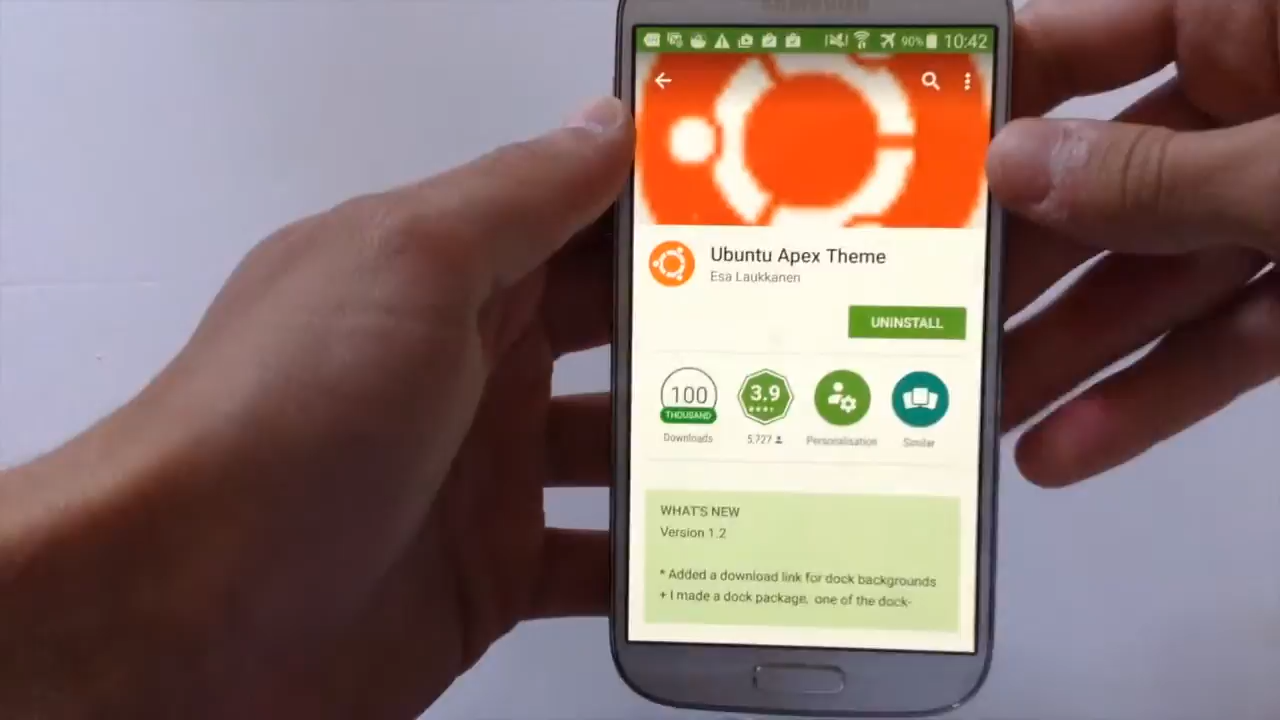 SAMSUNG
90% 10:42
Ubuntu Apex Theme
Esa Laukkanen
UNINSTALL
100
THOUSAND
Downloads
3.9
5,727
Personalisation
Similar
WHAT'S NEW
Version 1.2
* Added a download link for dock backgrounds
+ I made a dock package, one of the dock-